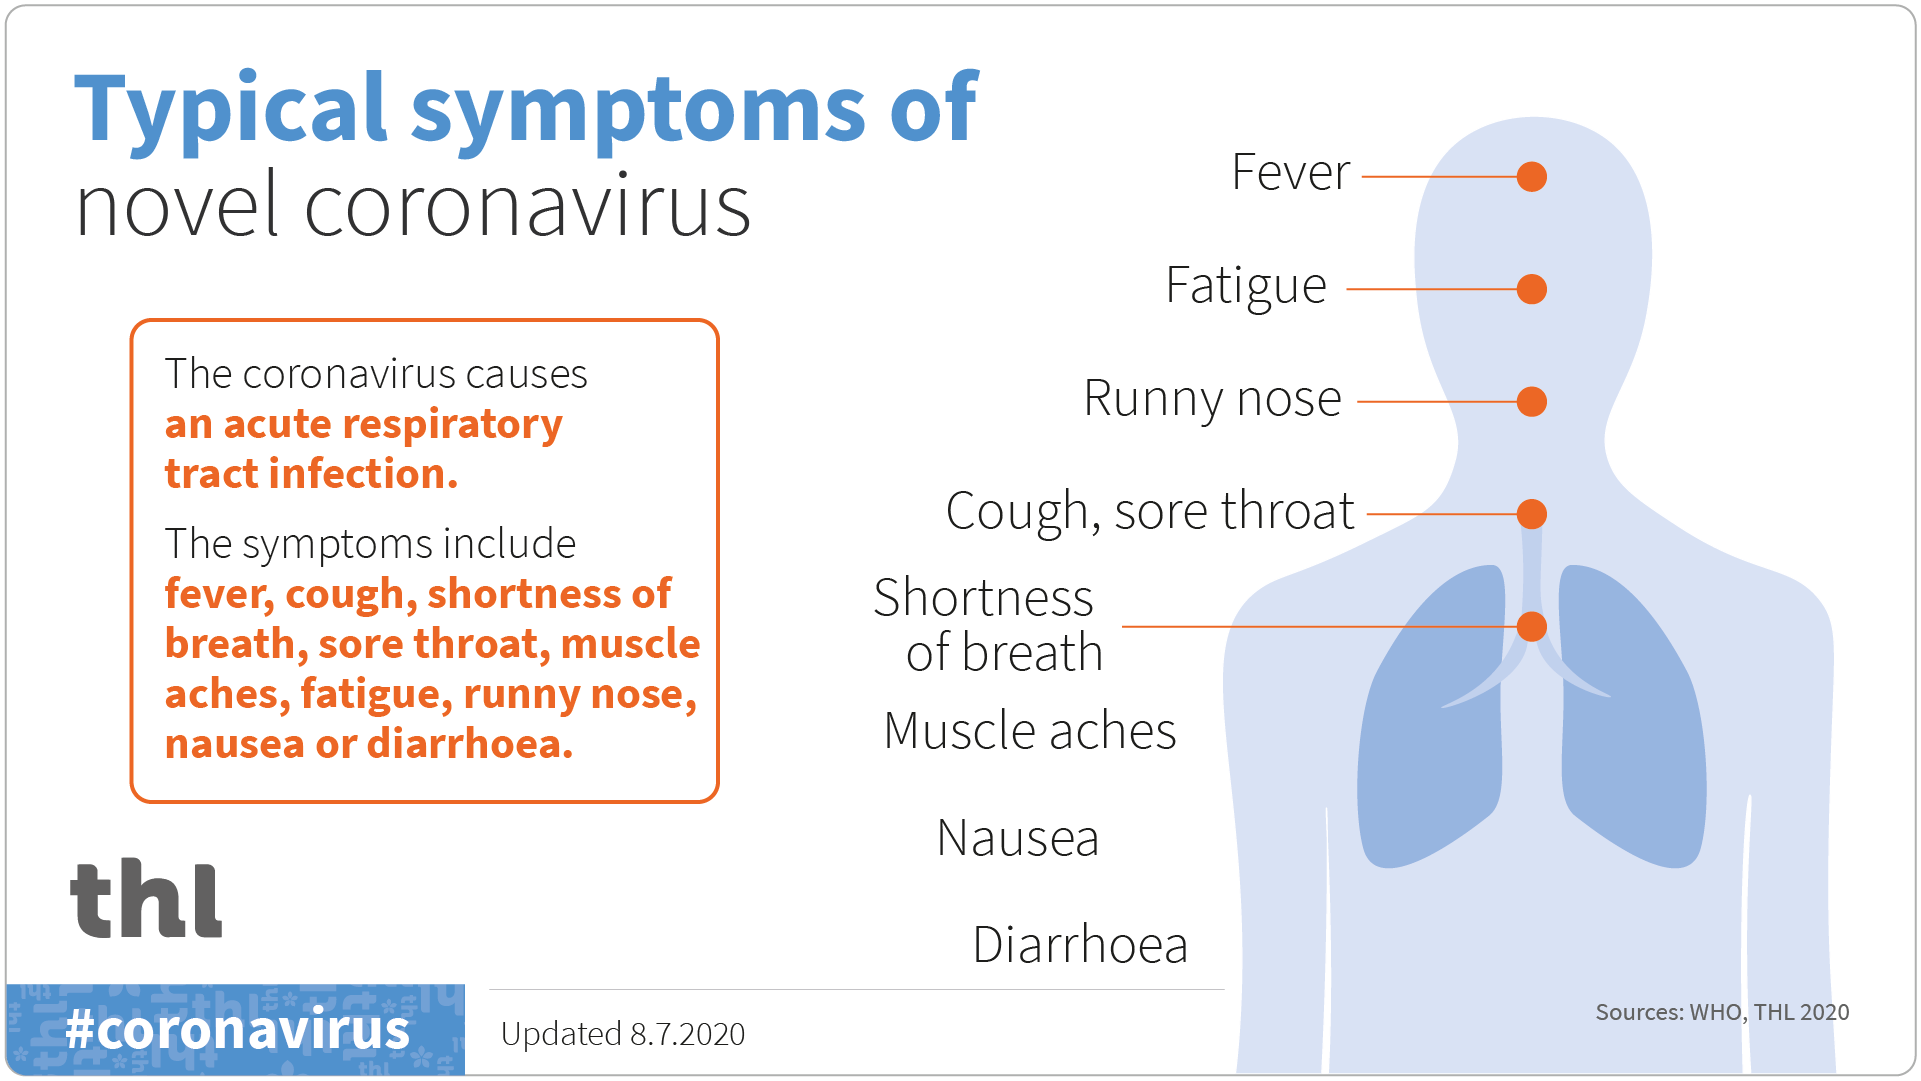 Typical symptoms of
novel coronavirus
The coronavirus causes
an acute respiratory
tract infection.
The symptoms include
fever, cough, shortness of
breath, sore throat, muscle
aches, fatigue, runny nose,
nausea or diarrhoea.
Fever
Fatigue
Runny nose
Cough, sore throat
Shortness
of breath
Muscle aches
Nausea
Diarrhoea
thl
#coronavirus
Updated 8.7.2020
Sources: WHO, THL 2020